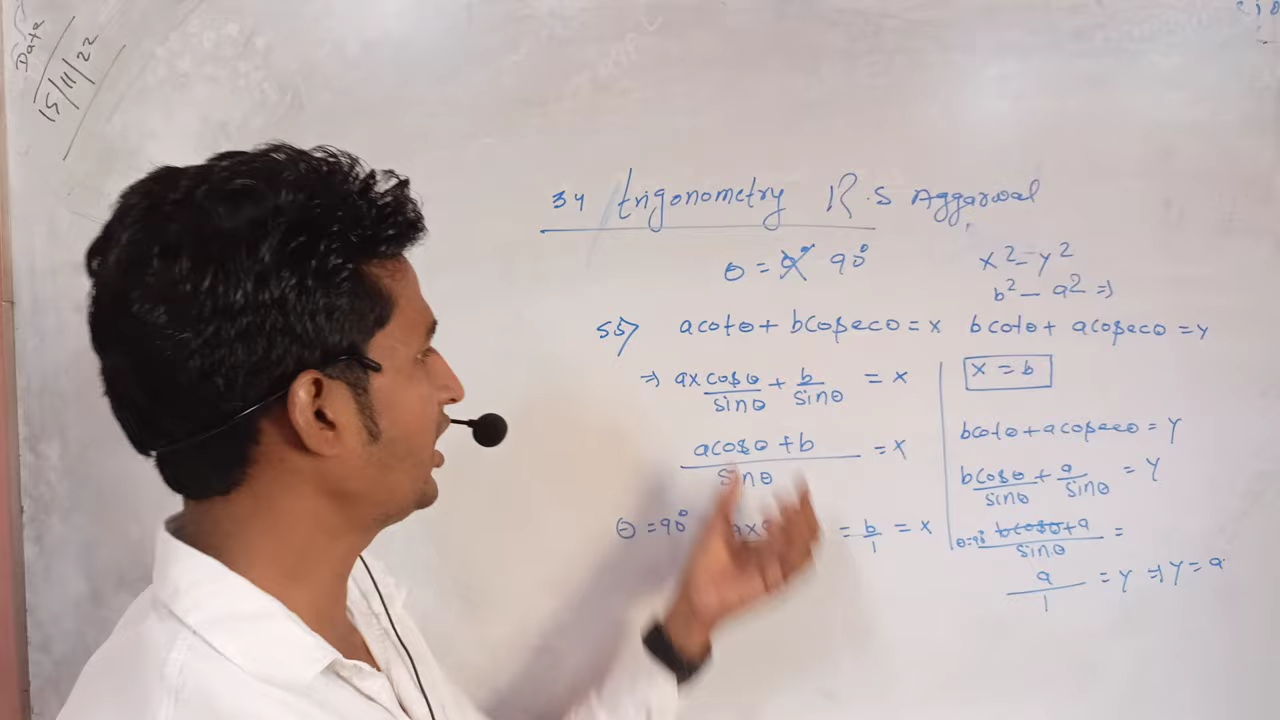 Date
15/11/22
34 trigonometry R.S Aggarwal
θ = 0° 90°
x² - y²
b² - a² ⇒
55) acotθ + bcosecθ = x bcotθ + acosecθ = y
⇒ a×cosθ/sinθ + b/sinθ = x
acosθ + b/sinθ = x
θ = 90° = b/1 = x
x = b
bcotθ + acosecθ = y
bcosθ/sinθ + a/sinθ = y
θ=90° bcosθ + a/sinθ =
a/1 = y ⇒ y = a